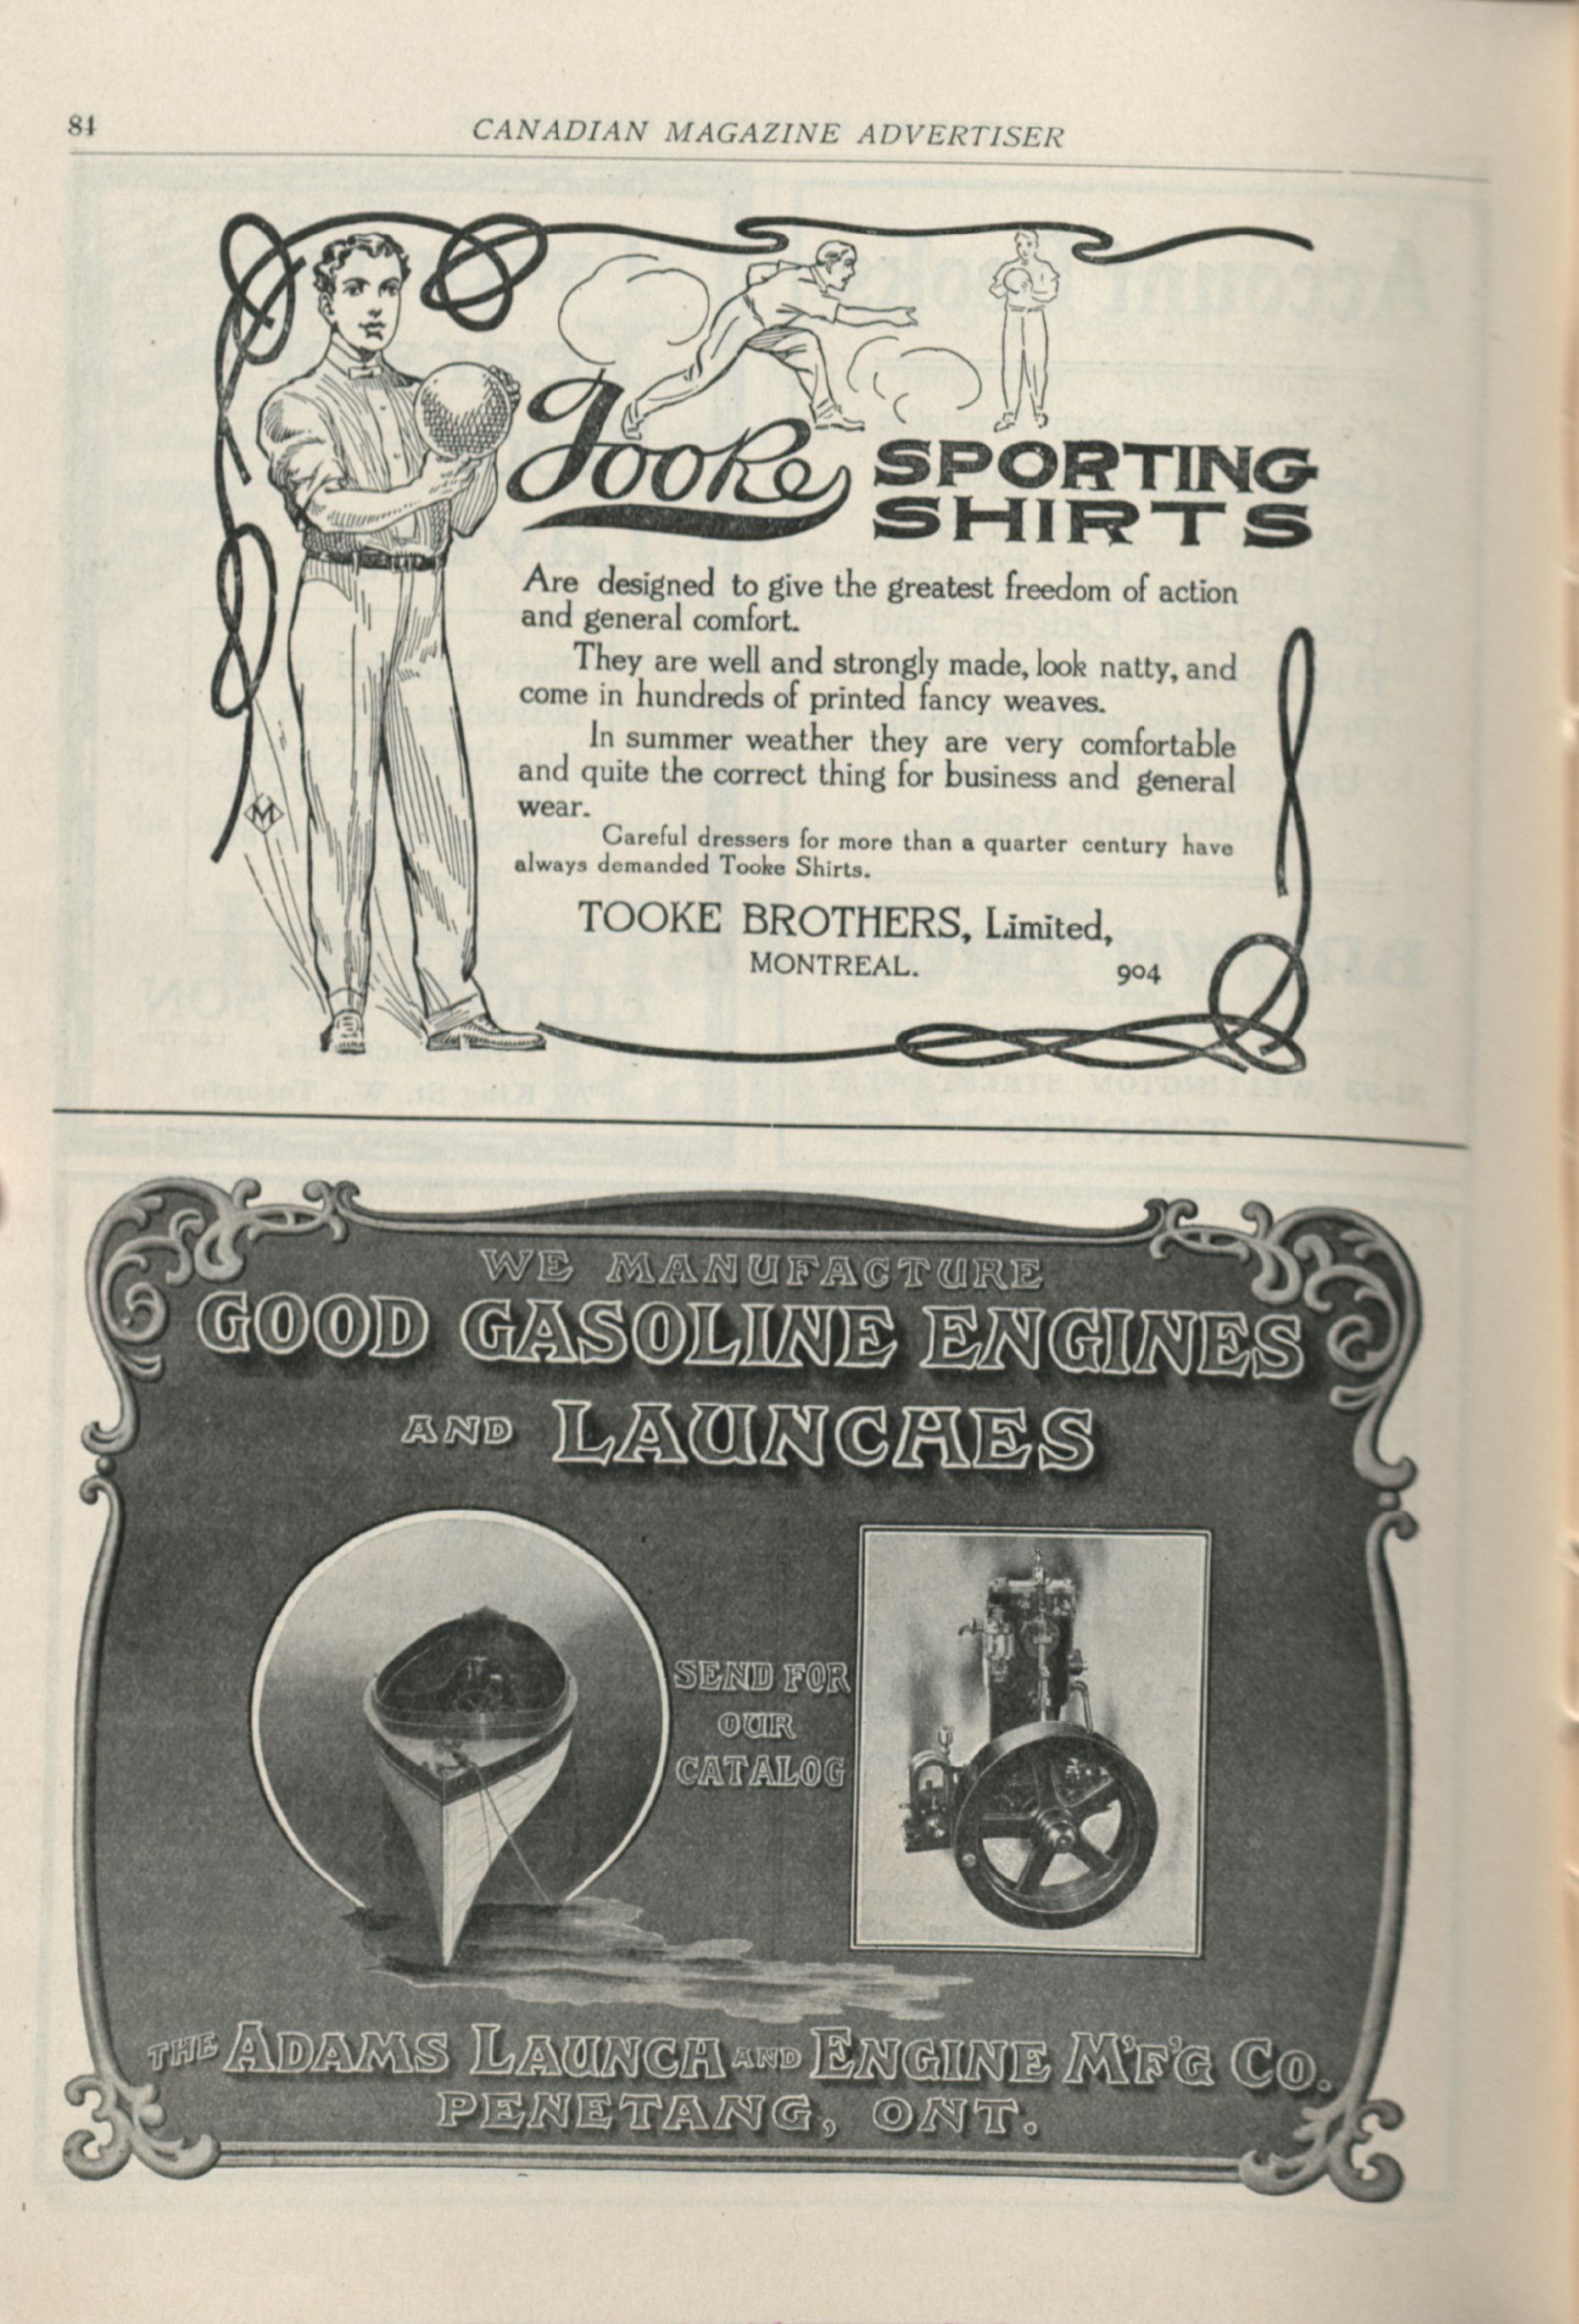 84
CANADIAN MAGAZINE ADVERTISER
Tooke SPORTING
SHIRTS
Are designed to give the greatest freedom of action
and general comfort.
They are well and strongly made, look natty, and
come in hundreds of printed fancy weaves.
In summer weather they are very comfortable
and quite the correct thing for business and general
wear.
Careful dressers for more than a quarter century have
always demanded Tooke Shirts.
TOOKE BROTHERS, Limited,
MONTREAL. 904
M
WE MANUFACTURE
GOOD GASOLINE ENGINES
AND LAUNCHES
SEND FOR
OUR
CATALOG
THE ADAMS LAUNCH AND ENGINE M'F'G CO.
PENETANG, ONT.